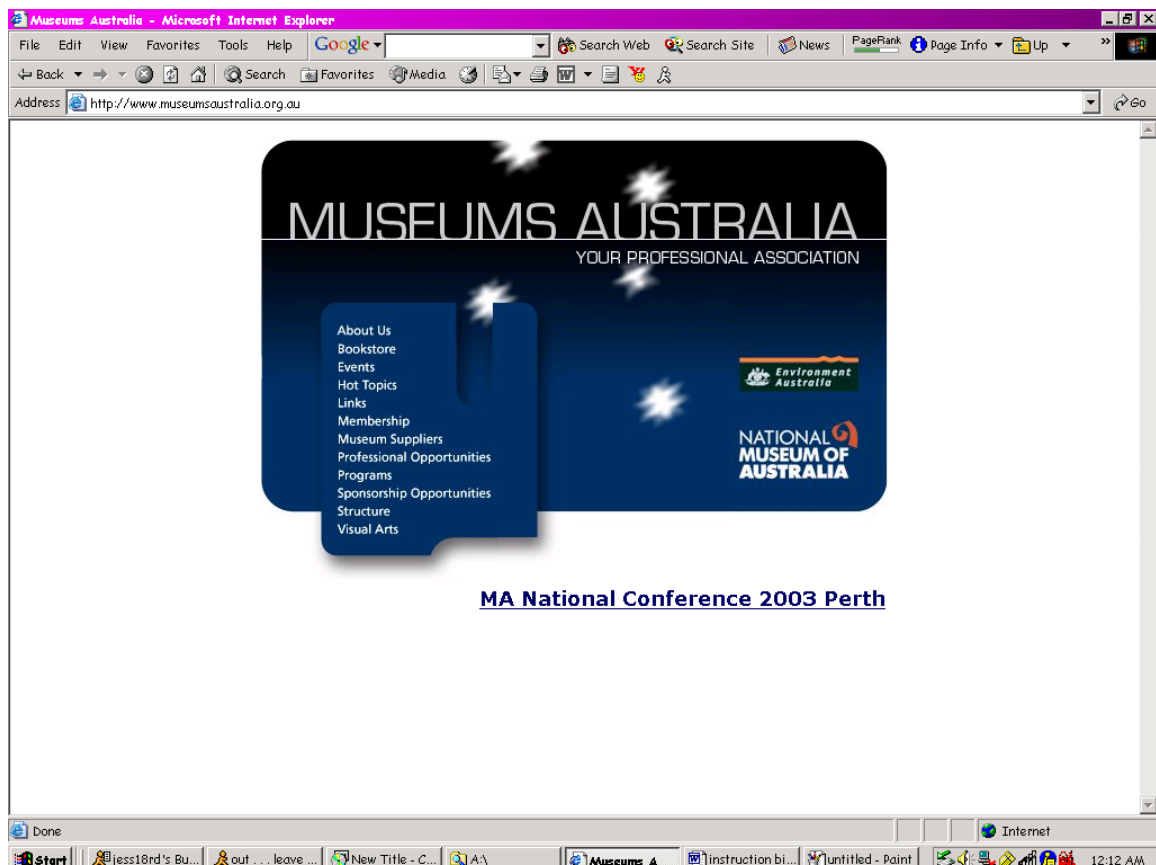 Museums Australia - Microsoft Internet Explorer
File Edit View Favorites Tools Help Google Search Web Search Site News PageRank Page Info Up »
Back Search Favorites Media
Address http://www.museumsaustralia.org.au Go
MUSEUMS AUSTRALIA
YOUR PROFESSIONAL ASSOCIATION
About Us
Bookstore
Events
Hot Topics
Links
Membership
Museum Suppliers
Professional Opportunities
Programs
Sponsorship Opportunities
Structure
Visual Arts
Environment
Australia
NATIONAL
MUSEUM OF
AUSTRALIA
MA National Conference 2003 Perth
Done Internet
Start jess18rd's Bu... out . . . leave ... New Title - C... A:\ Museums A... instruction bi... untitled - Paint 12:12 AM